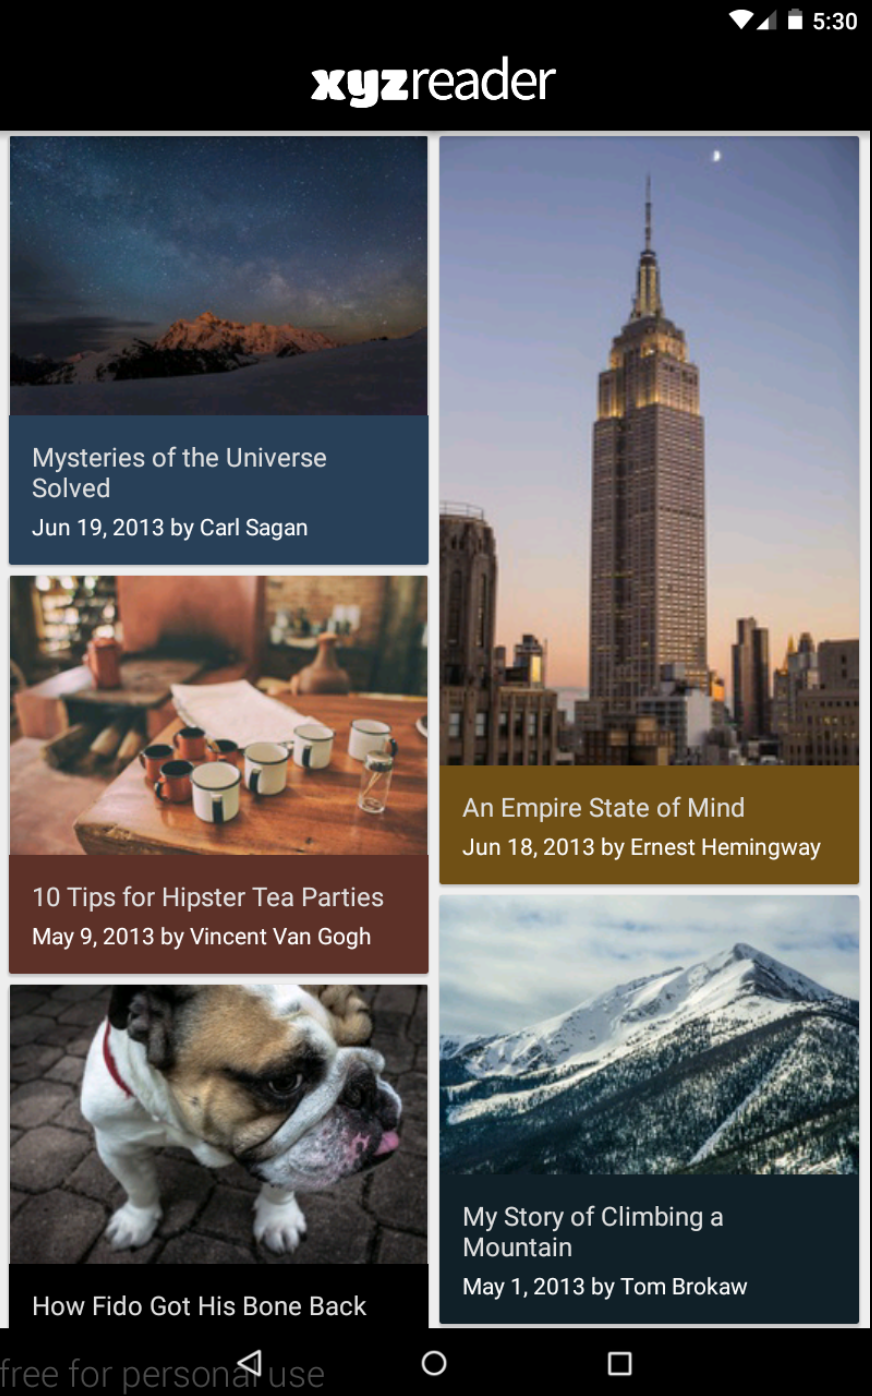 5:30
xyzreader
Mysteries of the Universe
Solved
Jun 19, 2013 by Carl Sagan
An Empire State of Mind
Jun 18, 2013 by Ernest Hemingway
10 Tips for Hipster Tea Parties
May 9, 2013 by Vincent Van Gogh
My Story of Climbing a
Mountain
May 1, 2013 by Tom Brokaw
How Fido Got His Bone Back
free for personal use